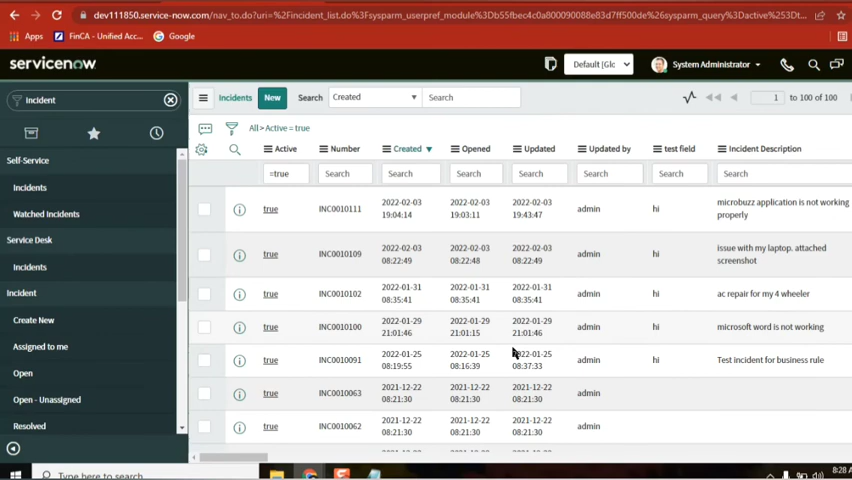 dev111850.service-now.com/nav_to.do?uri=%2Fincident_list.do%3Fsysparm_userpref_module%3Db55fbec4c0a800090088e83d7ff500de%26sysparm_query%3Dactive%253Dt...
Apps FinCA - Unified Acc... Google
servicenow Default (Glc System Administrator
Incident
Incidents New Search Created Search 1 to 100 of 100
All > Active = true
Active Number Created Opened Updated Updated by test field Incident Description
=true Search Search Search Search Search Search Search
Self-Service
Incidents
Watched Incidents
Service Desk
Incidents
Incident
Create New
Assigned to me
Open
Open - Unassigned
Resolved
true INC0010111 2022-02-03 19:04:14 2022-02-03 19:03:11 2022-02-03 19:43:47 admin hi microbuzz application is not working properly
true INC0010109 2022-02-03 08:22:49 2022-02-03 08:22:48 2022-02-03 08:22:49 admin hi issue with my laptop. attached screenshot
true INC0010102 2022-01-31 08:35:41 2022-01-31 08:35:41 2022-01-31 08:35:41 admin hi ac repair for my 4 wheeler
true INC0010100 2022-01-29 21:01:46 2022-01-29 21:01:15 2022-01-29 21:01:46 admin hi microsoft word is not working
true INC0010091 2022-01-25 08:19:55 2022-01-25 08:16:39 2022-01-25 08:37:33 admin hi Test incident for business rule
true INC0010063 2021-12-22 08:21:30 2021-12-22 08:21:30 2021-12-22 08:21:30 admin
true INC0010062 2021-12-22 08:21:30 2021-12-22 08:21:30 2021-12-22 08:21:30 admin
Type here to search 8:28